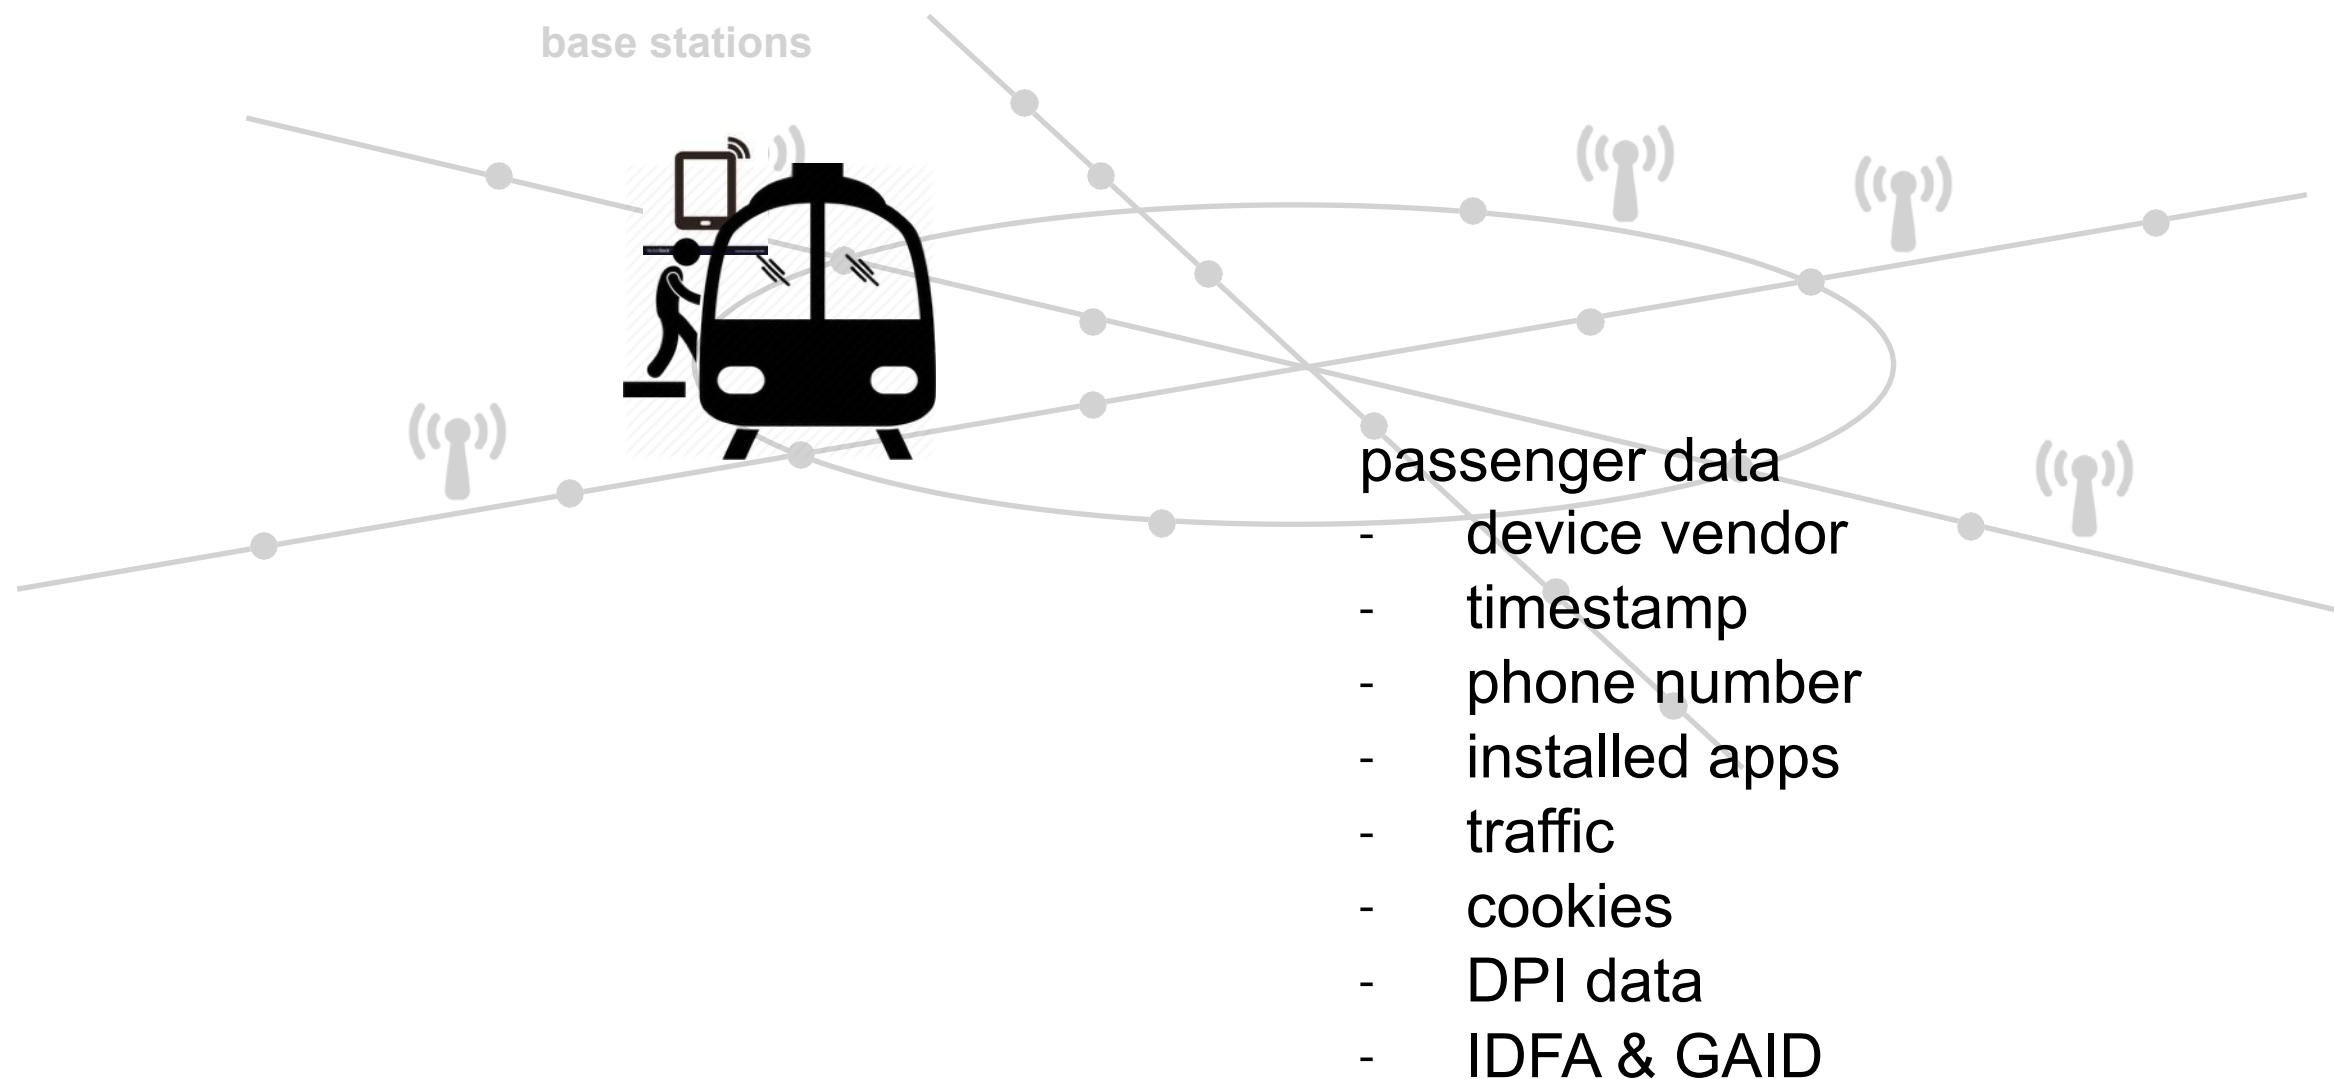 base stations
passenger data
- device vendor
- timestamp
- phone number
- installed apps
- traffic
- cookies
- DPI data
- IDFA & GAID